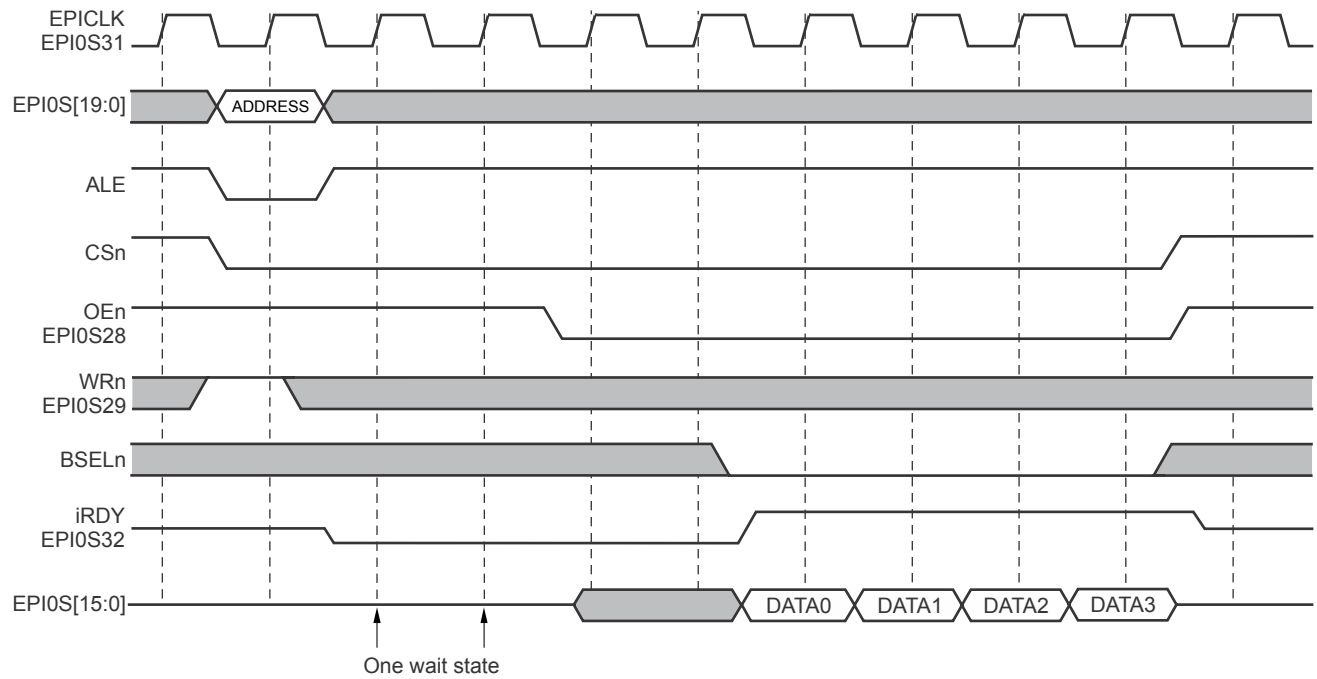 EPICLK
EPI0S31
EPI0S[19:0]
ADDRESS
ALE
CSn
OEn
EPI0S28
WRn
EPI0S29
BSELn
iRDY
EPI0S32
EPI0S[15:0]
DATA0 DATA1 DATA2 DATA3
One wait state